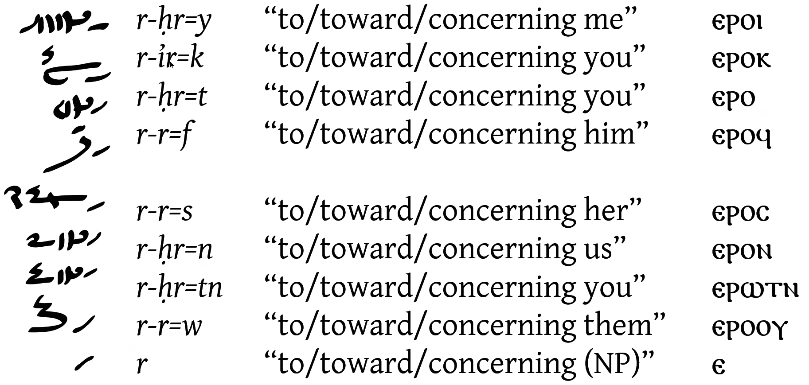 r-ḥr=y “to/toward/concerning me” ⲉⲣⲟⲓ
r-i҆r=k “to/toward/concerning you” ⲉⲣⲟⲕ
r-ḥr=t “to/toward/concerning you” ⲉⲣⲟ
r-r=f “to/toward/concerning him” ⲉⲣⲟϥ
r-r=s “to/toward/concerning her” ⲉⲣⲟⲥ
r-ḥr=n “to/toward/concerning us” ⲉⲣⲟⲛ
r-ḥr=tn “to/toward/concerning you” ⲉⲣⲱⲧⲛ
r-r=w “to/toward/concerning them” ⲉⲣⲟⲟⲩ
r “to/toward/concerning (NP)” ⲉ